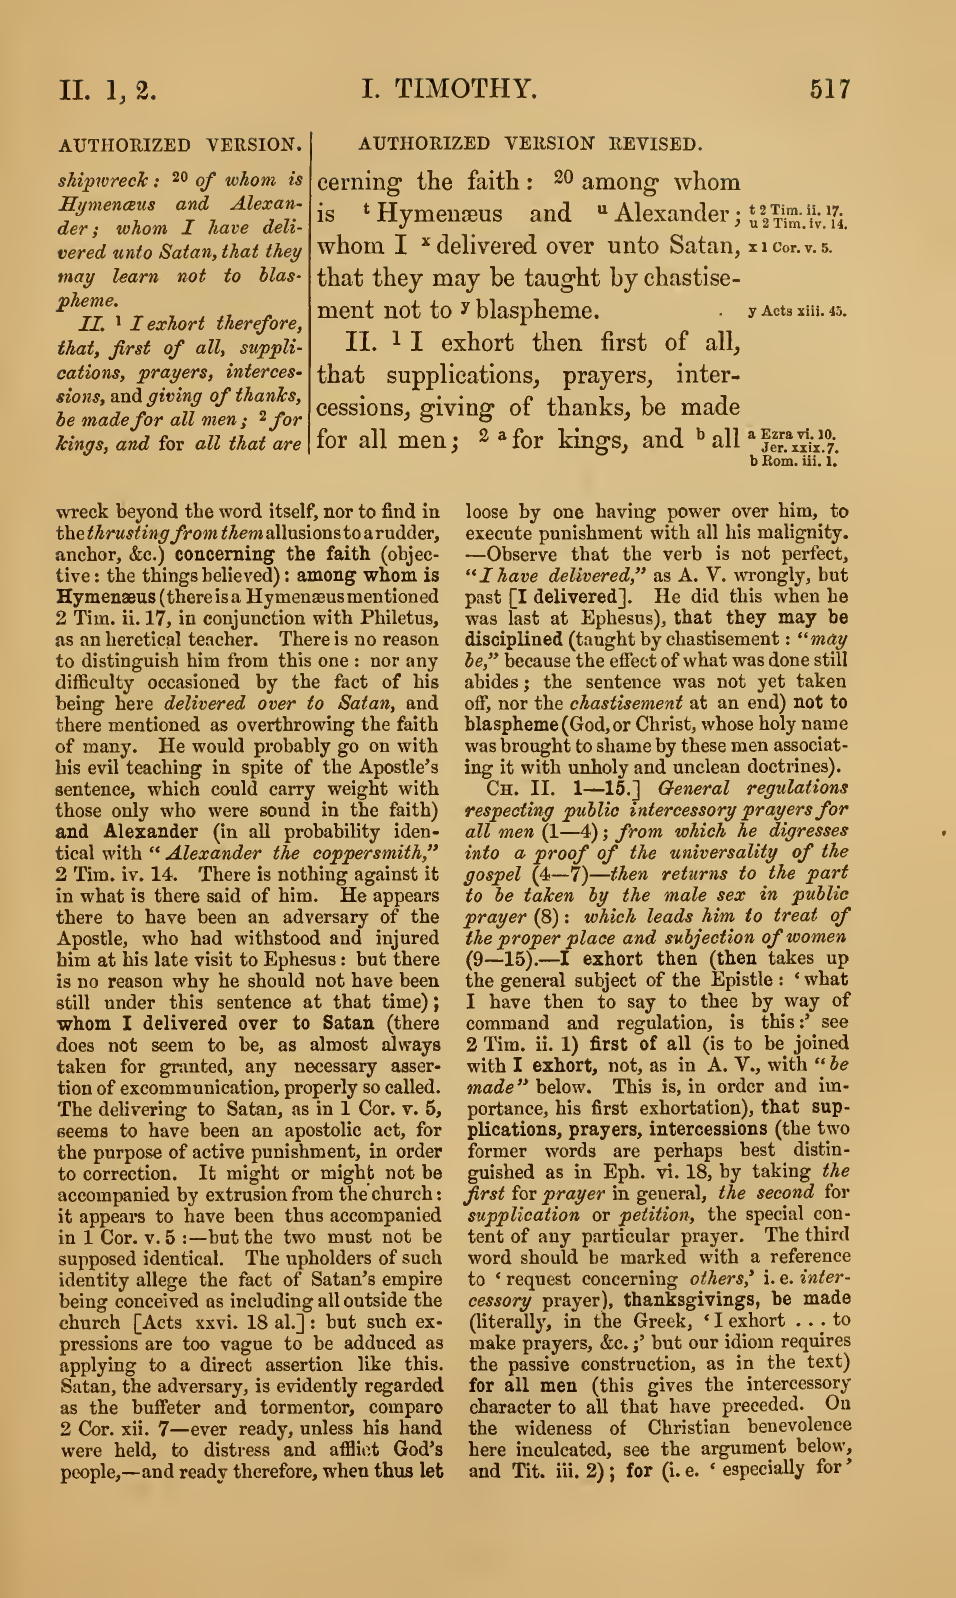 II. 1, 2.
I. TIMOTHY.
517
AUTHORIZED VERSION.
shipwreck : 20 of whom is
Hymenæus and Alexan-
der ; whom I have deli-
vered unto Satan, that they
may learn not to blas-
pheme.
II. 1 I exhort therefore,
that, first of all, suppli-
cations, prayers, interces-
sions, and giving of thanks,
be made for all men ; 2 for
kings, and for all that are
AUTHORIZED VERSION REVISED.
cerning the faith : 20 among whom
is t Hymenæus and u Alexander ;
whom I x delivered over unto Satan,
that they may be taught by chastise-
ment not to y blaspheme.
II. 1 I exhort then first of all,
that supplications, prayers, inter-
cessions, giving of thanks, be made
for all men ; 2 a for kings, and b all
t 2 Tim. ii. 17.
u 2 Tim. iv. 14.
x 1 Cor. v. 5.
y Acts xiii. 45.
a Ezra vi. 10.
Jer. xxix. 7.
b Rom. iii. 1.
wreck beyond the word itself, nor to find in
the thrusting from them allusions to a rudder,
anchor, &c.) concerning the faith (objec-
tive : the things believed) : among whom is
Hymenæus (there is a Hymenæus mentioned
2 Tim. ii. 17, in conjunction with Philetus,
as an heretical teacher. There is no reason
to distinguish him from this one : nor any
difficulty occasioned by the fact of his
being here delivered over to Satan, and
there mentioned as overthrowing the faith
of many. He would probably go on with
his evil teaching in spite of the Apostle's
sentence, which could carry weight with
those only who were sound in the faith)
and Alexander (in all probability iden-
tical with “ Alexander the coppersmith,”
2 Tim. iv. 14. There is nothing against it
in what is there said of him. He appears
there to have been an adversary of the
Apostle, who had withstood and injured
him at his late visit to Ephesus : but there
is no reason why he should not have been
still under this sentence at that time) ;
whom I delivered over to Satan (there
does not seem to be, as almost always
taken for granted, any necessary asser-
tion of excommunication, properly so called.
The delivering to Satan, as in 1 Cor. v. 5,
seems to have been an apostolic act, for
the purpose of active punishment, in order
to correction. It might or might not be
accompanied by extrusion from the church :
it appears to have been thus accompanied
in 1 Cor. v. 5 :—but the two must not be
supposed identical. The upholders of such
identity allege the fact of Satan's empire
being conceived as including all outside the
church [Acts xxvi. 18 al.] : but such ex-
pressions are too vague to be adduced as
applying to a direct assertion like this.
Satan, the adversary, is evidently regarded
as the buffeter and tormentor, compare
2 Cor. xii. 7—ever ready, unless his hand
were held, to distress and afflict God's
people,—and ready therefore, when thus let
loose by one having power over him, to
execute punishment with all his malignity.
—Observe that the verb is not perfect,
“I have delivered,” as A. V. wrongly, but
past [I delivered]. He did this when he
was last at Ephesus), that they may be
disciplined (taught by chastisement : “may
be,” because the effect of what was done still
abides ; the sentence was not yet taken
off, nor the chastisement at an end) not to
blaspheme (God, or Christ, whose holy name
was brought to shame by these men associat-
ing it with unholy and unclean doctrines).
CH. II. 1—15.] General regulations
respecting public intercessory prayers for
all men (1—4) ; from which he digresses
into a proof of the universality of the
gospel (4—7)—then returns to the part
to be taken by the male sex in public
prayer (8) : which leads him to treat of
the proper place and subjection of women
(9—15).—I exhort then (then takes up
the general subject of the Epistle : ‘ what
I have then to say to thee by way of
command and regulation, is this :’ see
2 Tim. ii. 1) first of all (is to be joined
with I exhort, not, as in A. V., with “be
made” below. This is, in order and im-
portance, his first exhortation), that sup-
plications, prayers, intercessions (the two
former words are perhaps best distin-
guished as in Eph. vi. 18, by taking the
first for prayer in general, the second for
supplication or petition, the special con-
tent of any particular prayer. The third
word should be marked with a reference
to ‘ request concerning others,’ i. e. inter-
cessory prayer), thanksgivings, be made
(literally, in the Greek, ‘ I exhort . . . to
make prayers, &c. ;’ but our idiom requires
the passive construction, as in the text)
for all men (this gives the intercessory
character to all that have preceded. On
the wideness of Christian benevolence
here inculcated, see the argument below,
and Tit. iii. 2) ; for (i. e. ‘ especially for ’